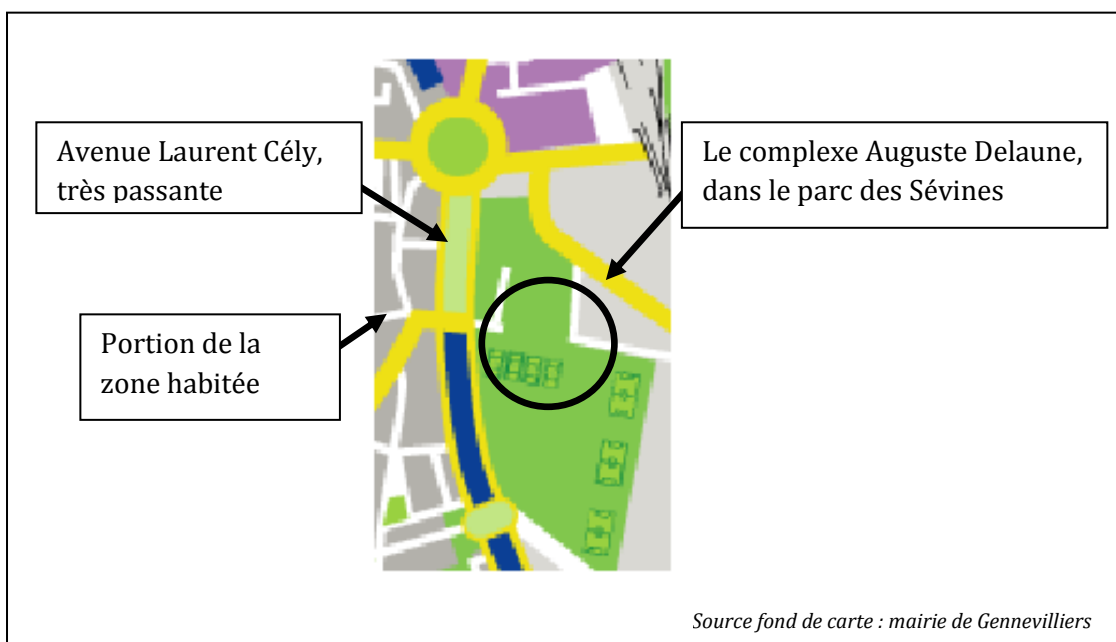 Avenue Laurent Cély,
très passante
Le complexe Auguste Delaune,
dans le parc des Sévines
Portion de la
zone habitée
Source fond de carte : mairie de Gennevilliers